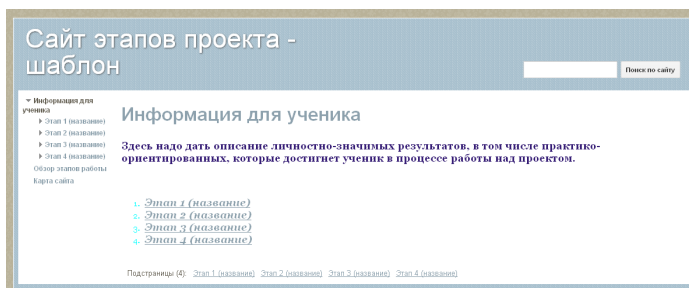 Сайт этапов проекта -
шаблон
Поиск по сайту
Информация для
ученика
Этап 1 (название)
Этап 2 (название)
Этап 3 (название)
Этап 4 (название)
Обзор этапов работы
Карта сайта
Информация для ученика
Здесь надо дать описание личностно-значимых результатов, в том числе практико-
ориентированных, которые достигнет ученик в процессе работы над проектом.
1. Этап 1 (название)
2. Этап 2 (название)
3. Этап 3 (название)
4. Этап 4 (название)
Подстраницы (4): Этап 1 (название) Этап 2 (название) Этап 3 (название) Этап 4 (название)